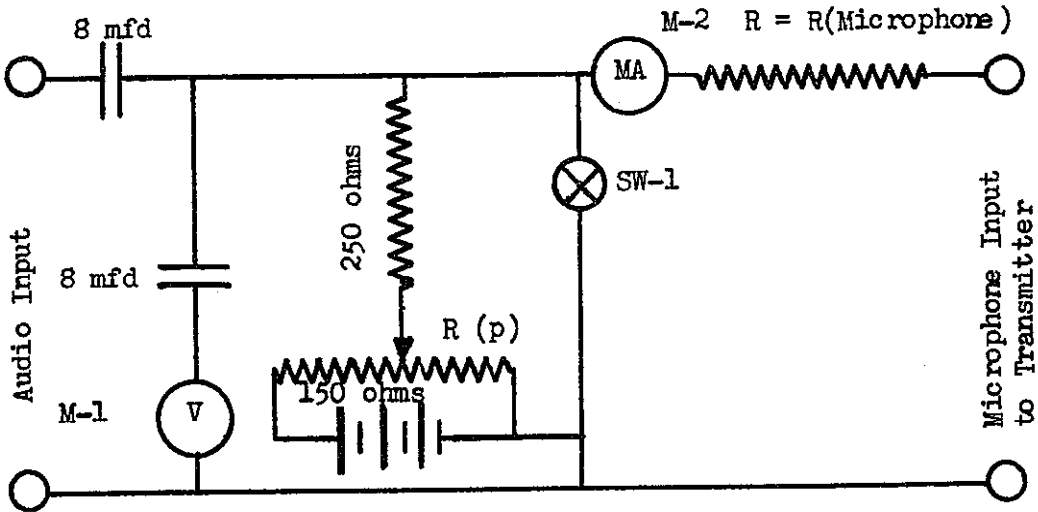 8 mfd
M-2 R = R(Microphone)
MA
250 ohms
SW-1
Audio Input
8 mfd
R (p)
150 ohms
M-1
V
Microphone Input
to Transmitter